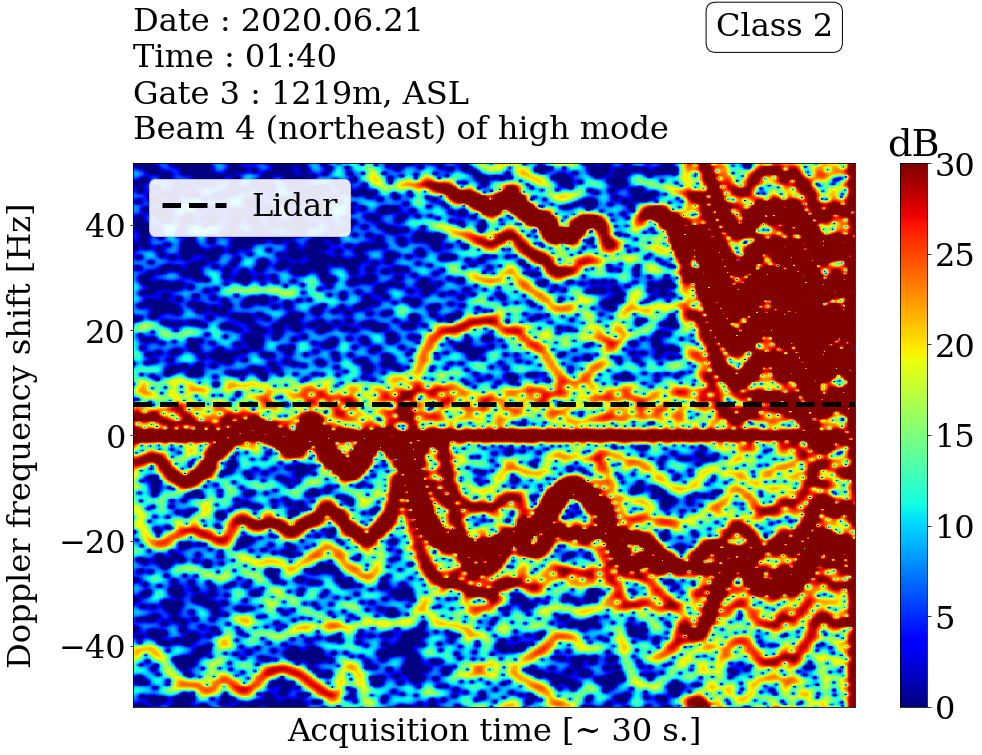 Date : 2020.06.21
Time : 01:40
Gate 3 : 1219m, ASL
Beam 4 (northeast) of high mode
Class 2
dB
Lidar
Doppler frequency shift [Hz]
40
20
0
−20
−40
30
25
20
15
10
5
0
Acquisition time [~ 30 s.]